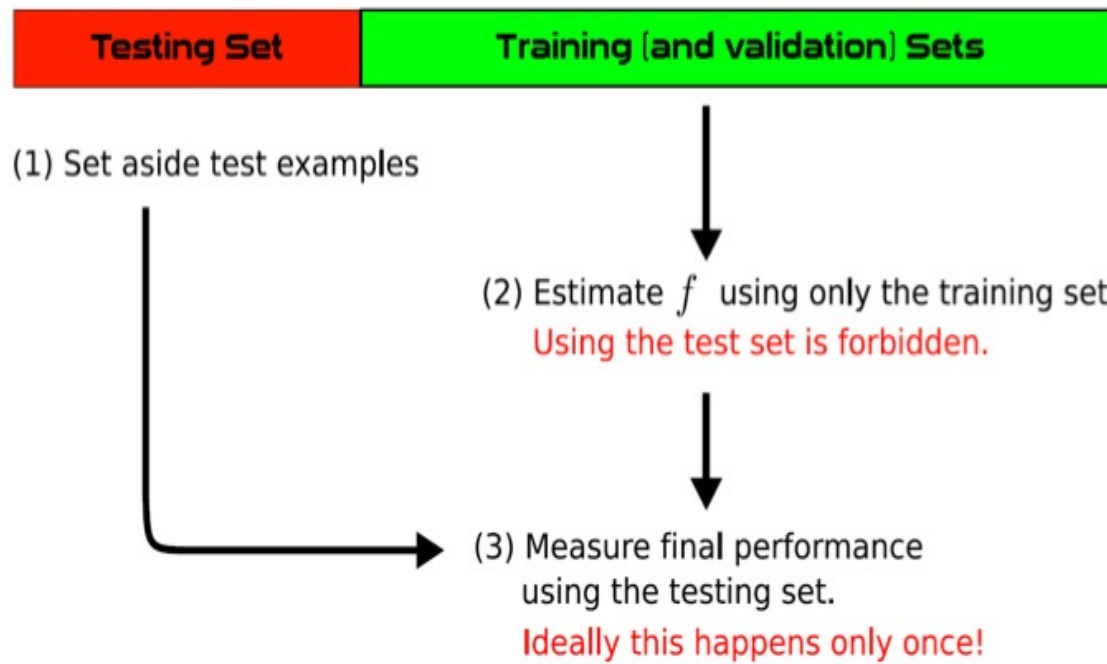 Testing Set
Training (and validation) Sets
(1) Set aside test examples
(2) Estimate f using only the training set
Using the test set is forbidden.
(3) Measure final performance
using the testing set.
Ideally this happens only once!